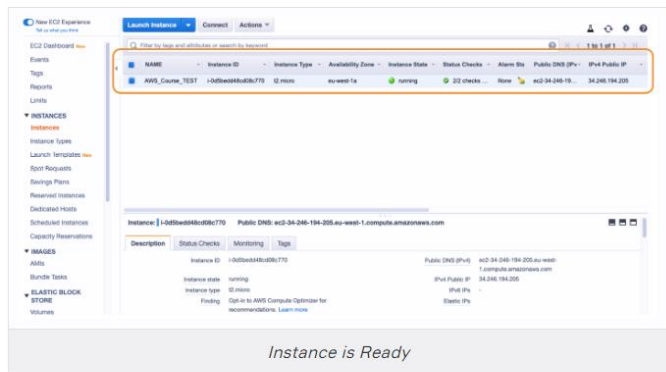 New EC2 Experience
Tell us what you think
Launch Instance Connect Actions
EC2 Dashboard New
Events
Tags
Reports
Limits
INSTANCES
Instances
Instance Types
Launch Templates New
Spot Requests
Savings Plans
Reserved Instances
Dedicated Hosts
Scheduled Instances
Capacity Reservations
IMAGES
AMIs
Bundle Tasks
ELASTIC BLOCK
STORE
Volumes
Filter by tags and attributes or search by keyword
1 to 1 of 1
NAME Instance ID Instance Type Availability Zone Instance State Status Checks Alarm Sta Public DNS (IPv Public IP
AWS_Course_TEST i-0d5bedd48cd08c770 t2.micro eu-west-1a running 2/2 checks ... None ec2-34-246-19... 34.246.194.205
Instance: i-0d5bedd48cd08c770 Public DNS: ec2-34-246-194-205.eu-west-1.compute.amazonaws.com
Description Status Checks Monitoring Tags
Instance ID i-0d5bedd48cd08c770
Instance state running
Instance type t2.micro
Finding Opt-in to AWS Compute Optimizer for
recommendations. Learn more
Public DNS (IPv4) ec2-34-246-194-205.eu-west-
1.compute.amazonaws.com
IPv4 Public IP 34.246.194.205
IPv6 IPs -
Elastic IPs
Instance is Ready